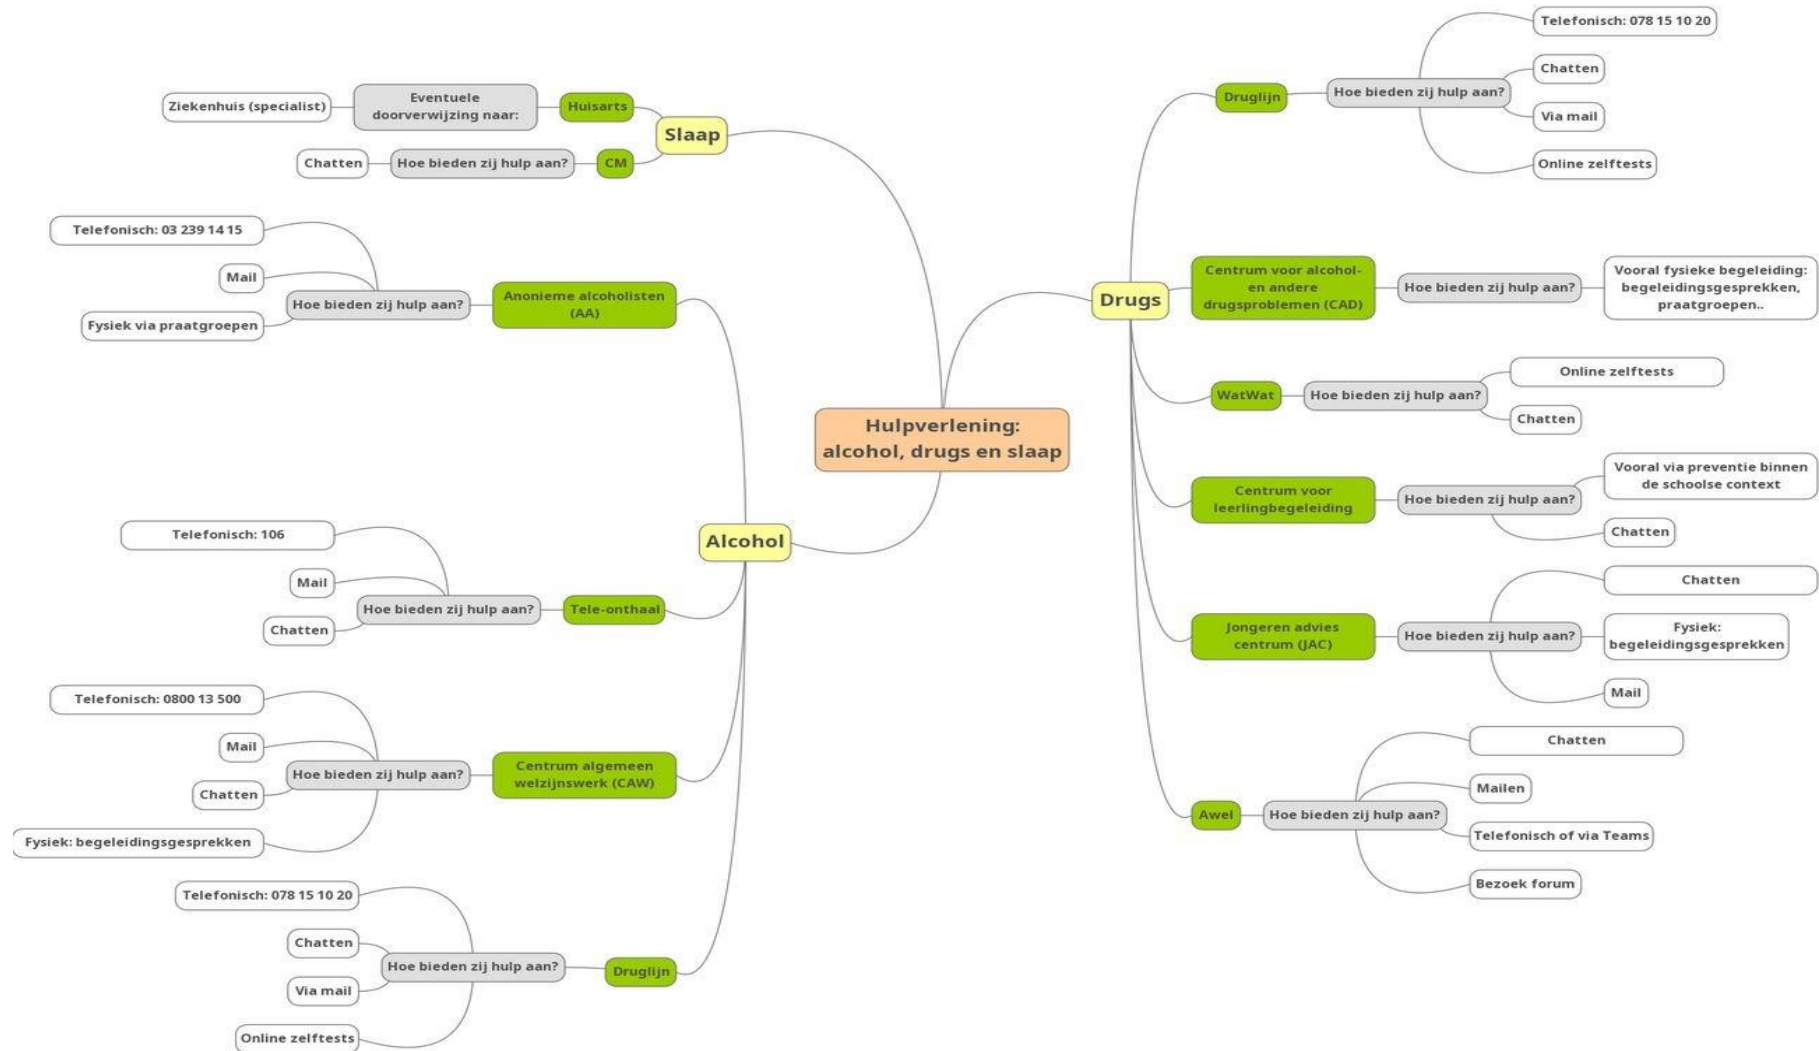 Hulpverlening:
alcohol, drugs en slaap
Slaap
Huisarts
Eventuele
doorverwijzing naar:
Ziekenhuis (specialist)
CM
Hoe bieden zij hulp aan?
Chatten
Alcohol
Anonieme alcoholisten
(AA)
Hoe bieden zij hulp aan?
Telefonisch: 03 239 14 15
Mail
Fysiek via praatgroepen
Tele-onthaal
Hoe bieden zij hulp aan?
Telefonisch: 106
Mail
Chatten
Centrum algemeen
welzijnswerk (CAW)
Hoe bieden zij hulp aan?
Telefonisch: 0800 13 500
Mail
Chatten
Fysiek: begeleidingsgesprekken
Druglijn
Hoe bieden zij hulp aan?
Telefonisch: 078 15 10 20
Chatten
Via mail
Online zelftests
Drugs
Druglijn
Hoe bieden zij hulp aan?
Telefonisch: 078 15 10 20
Chatten
Via mail
Online zelftests
Centrum voor alcohol-
en andere
drugsproblemen (CAD)
Hoe bieden zij hulp aan?
Vooral fysieke begeleiding:
begeleidingsgesprekken,
praatgroepen..
WatWat
Hoe bieden zij hulp aan?
Online zelftests
Chatten
Centrum voor
leerlingbegeleiding
Hoe bieden zij hulp aan?
Vooral via preventie binnen
de schoolse context
Chatten
Jongeren advies
centrum (JAC)
Hoe bieden zij hulp aan?
Chatten
Fysiek:
begeleidingsgesprekken
Mail
Awel
Hoe bieden zij hulp aan?
Chatten
Mailen
Telefonisch of via Teams
Bezoek forum